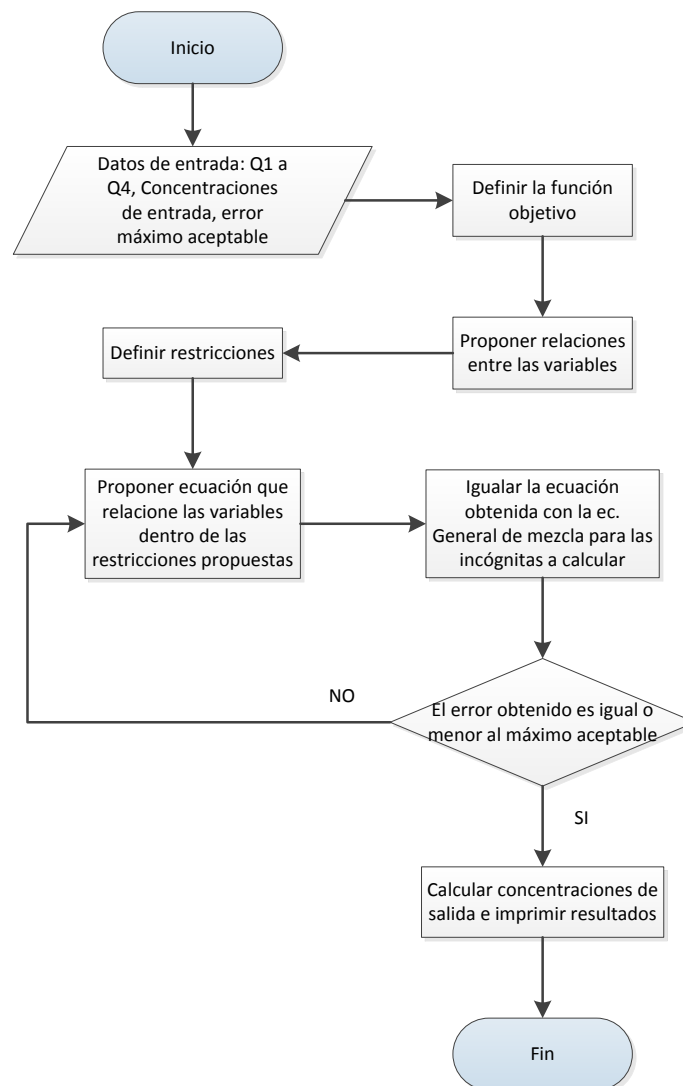 Inicio
Datos de entrada: Q1 a
Q4, Concentraciones
de entrada, error
máximo aceptable
Definir la función
objetivo
Proponer relaciones
entre las variables
Definir restricciones
Proponer ecuación que
relacione las variables
dentro de las
restricciones propuestas
Igualar la ecuación
obtenida con la ec.
General de mezcla para las
incógnitas a calcular
El error obtenido es igual o
menor al máximo aceptable
NO
SI
Calcular concentraciones de
salida e imprimir resultados
Fin